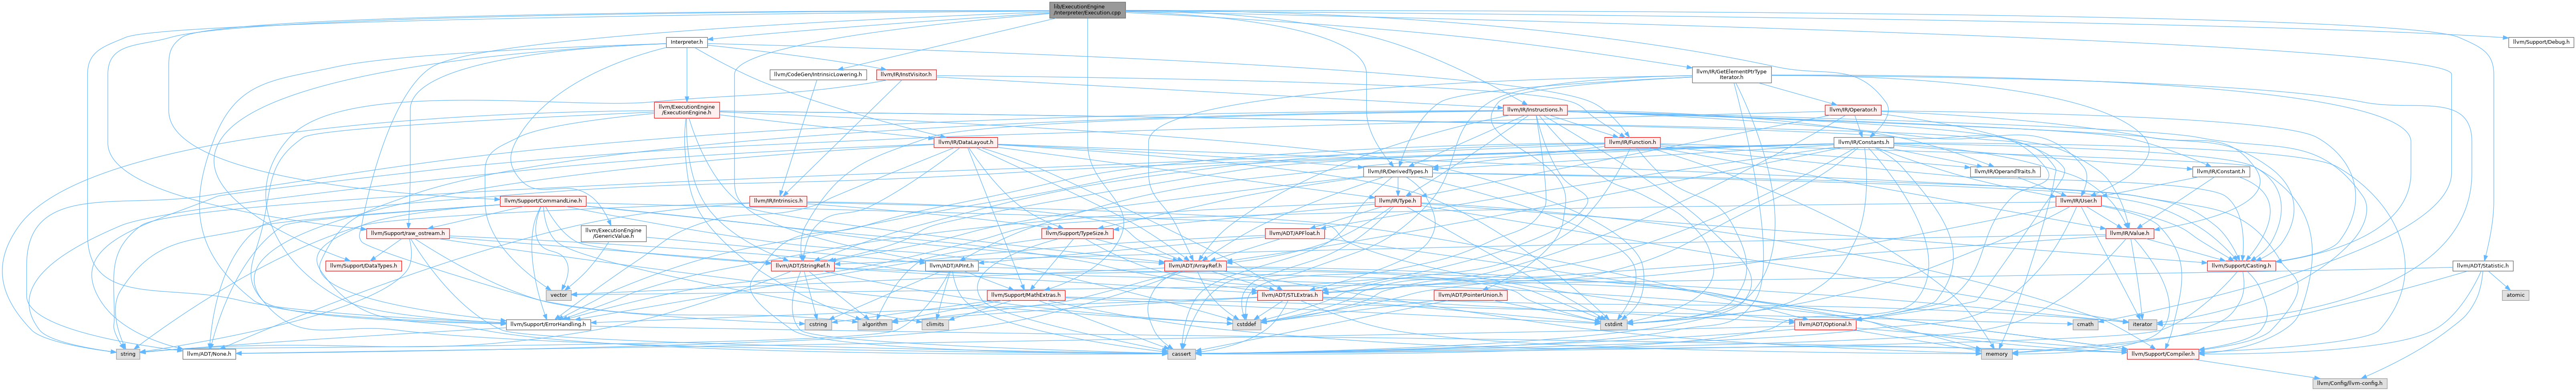 lib/ExecutionEngine
/Interpreter/Execution.cpp
Interpreter.h
llvm/Support/Debug.h
llvm/CodeGen/IntrinsicLowering.h
llvm/IR/InstVisitor.h
llvm/IR/GetElementPtrType
Iterator.h
llvm/ExecutionEngine
/ExecutionEngine.h
llvm/IR/Instructions.h
llvm/IR/Operator.h
llvm/IR/DataLayout.h
llvm/IR/Function.h
llvm/IR/Constants.h
llvm/IR/DerivedTypes.h
llvm/IR/OperandTraits.h
llvm/IR/Constant.h
llvm/Support/CommandLine.h
llvm/IR/Intrinsics.h
llvm/IR/Type.h
llvm/IR/User.h
llvm/Support/raw_ostream.h
llvm/ExecutionEngine
/GenericValue.h
llvm/Support/TypeSize.h
llvm/ADT/APFloat.h
llvm/IR/Value.h
llvm/Support/DataTypes.h
llvm/ADT/StringRef.h
llvm/ADT/APInt.h
llvm/ADT/ArrayRef.h
llvm/Support/Casting.h
llvm/ADT/Statistic.h
vector
llvm/Support/MathExtras.h
llvm/ADT/STLExtras.h
llvm/ADT/PointerUnion.h
atomic
llvm/Support/ErrorHandling.h
cstring
algorithm
climits
cstddef
cstdint
llvm/ADT/Optional.h
cmath
iterator
string
llvm/ADT/None.h
cassert
memory
llvm/Support/Compiler.h
llvm/Config/llvm-config.h